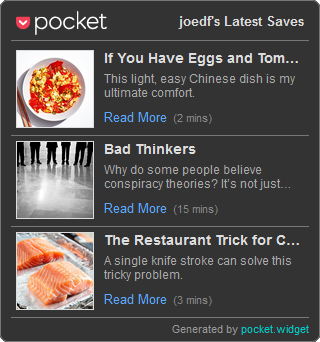 pocket joedf's Latest Saves
If You Have Eggs and Tom...
This light, easy Chinese dish is my
ultimate comfort.
Read More (2 mins)
Bad Thinkers
Why do some people believe
conspiracy theories? It's not just...
Read More (15 mins)
The Restaurant Trick for C...
A single knife stroke can solve this
tricky problem.
Read More (3 mins)
Generated by pocket.widget